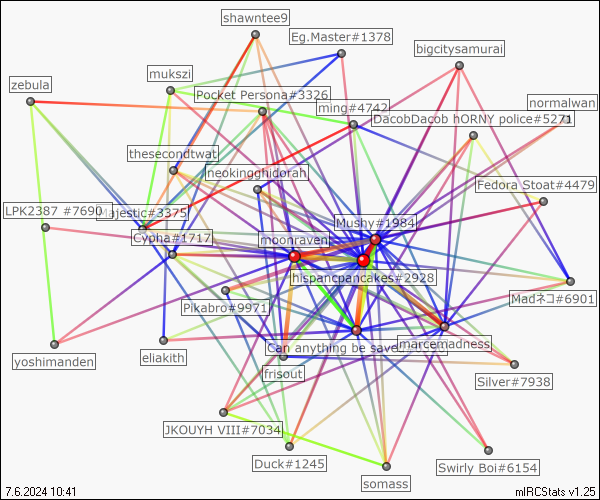 shawntee9
Eg.Master#1378
bigcitysamurai
mukszi
zebula
Pocket Persona#3326
ming#4742
normalwan
DacobDacob hORNY police#5271
thesecondtwat
neokingghidorah
Fedora Stoat#4479
LPK2387 #7690
Majestic#3375
Mushy#1984
Cypha#1717
moonraven
hispancpancakes#2928
Pikabro#9971
Madネコ#6901
Can anything be save
marcemadness
eliakith
yoshimanden
frisout
Silver#7938
JKOUYH VIII#7034
Duck#1245
Swirly Boi#6154
somass
7.6.2024 10:41
mIRCStats v1.25